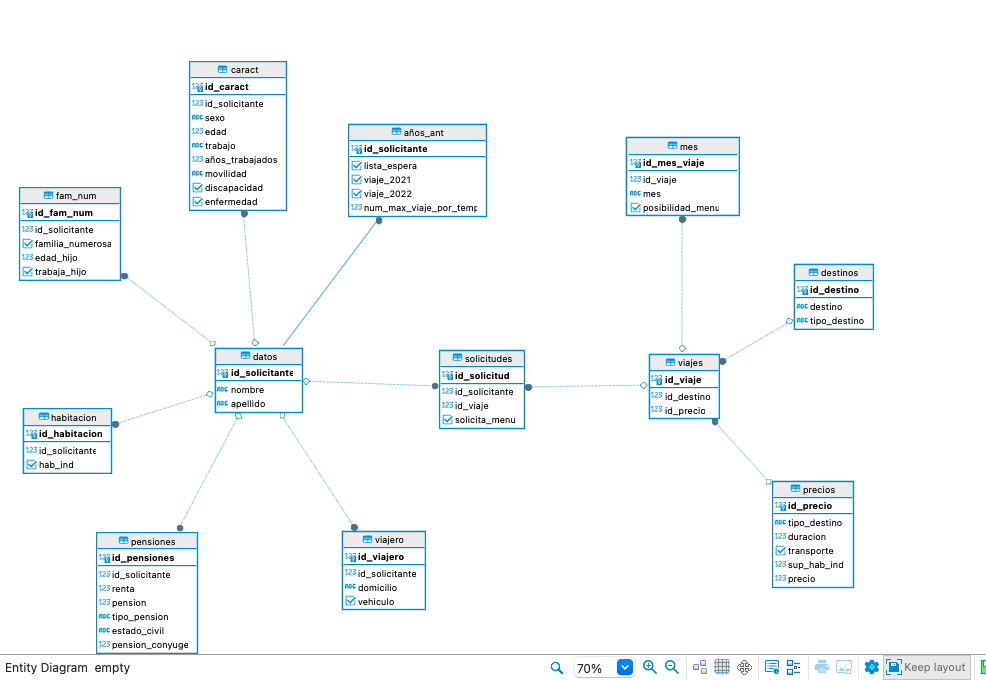 caract
id_caract
id_solicitante
sexo
edad
trabajo
años_trabajados
movilidad
discapacidad
enfermedad
años_ant
id_solicitante
lista_espera
viaje_2021
viaje_2022
num_max_viaje_por_temp
mes
id_mes_viaje
id_viaje
mes
posibilidad_menu
fam_num
id_fam_num
id_solicitante
familia_numerosa
edad_hijo
trabaja_hijo
destinos
id_destino
destino
tipo_destino
datos
id_solicitante
nombre
apellido
solicitudes
id_solicitud
id_solicitante
id_viaje
solicita_menu
viajes
id_viaje
id_destino
id_precio
habitacion
id_habitacion
id_solicitante
hab_ind
precios
id_precio
tipo_destino
duracion
transporte
sup_hab_ind
precio
pensiones
id_pensiones
id_solicitante
renta
pension
tipo_pension
estado_civil
pension_conyuge
viajero
id_viajero
id_solicitante
domicilio
vehiculo
Entity Diagram empty
70%
Keep layout